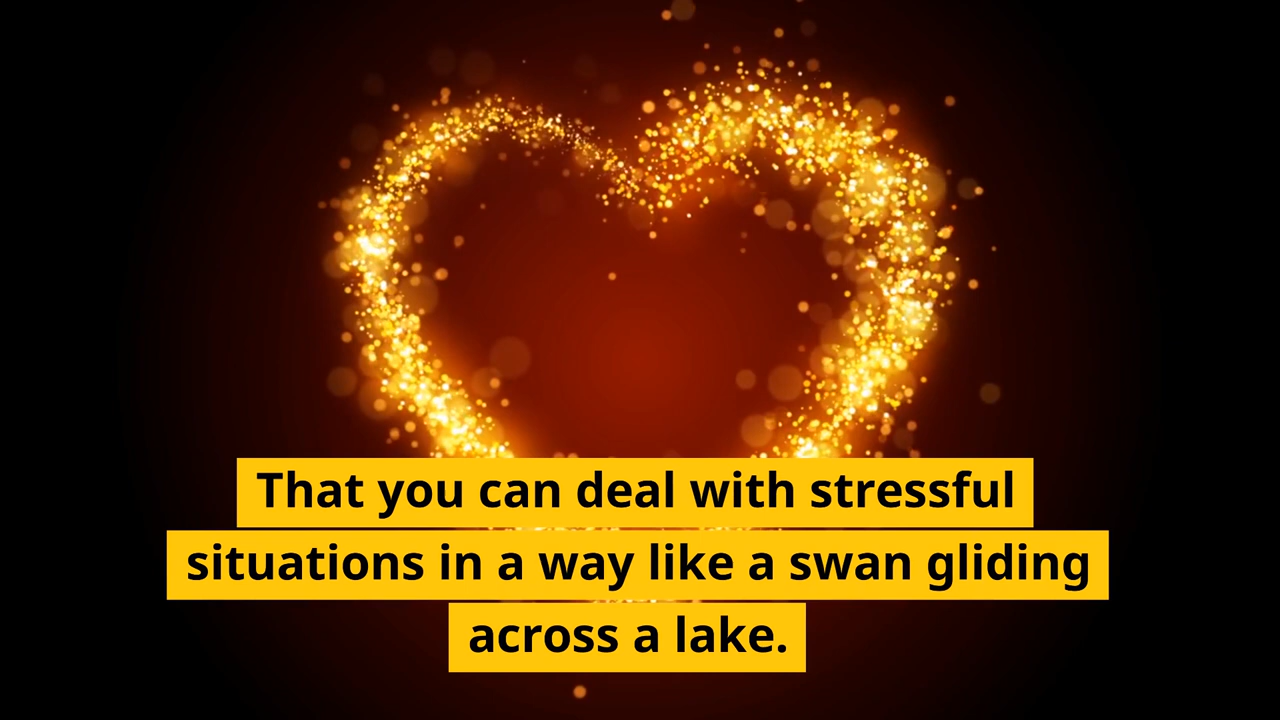 That you can deal with stressful
situations in a way like a swan gliding
across a lake.